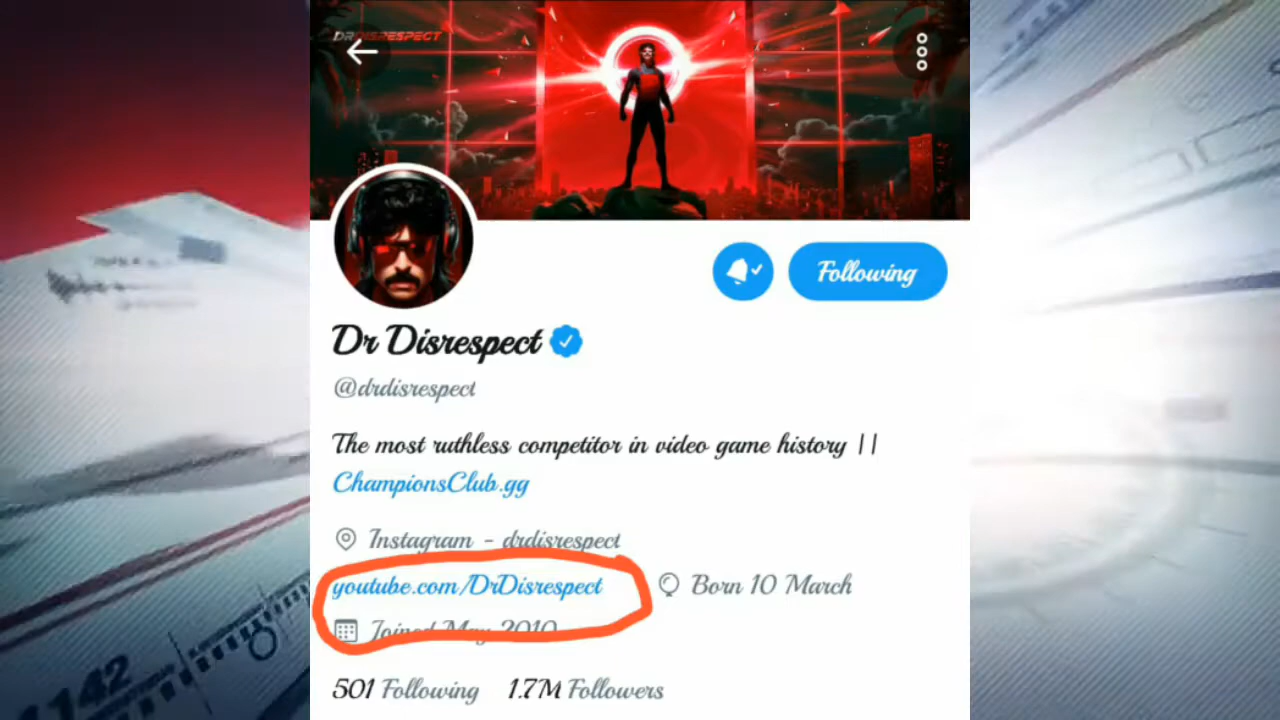 DRDISRESPECT
Following
Dr Disrespect
@drdisrespect
The most ruthless competitor in video game history ||
ChampionsClub.gg
Instagram - drdisrespect
youtube.com/DrDisrespect Born 10 March
Joined May 2010
501 Following 1.7M Followers
1142